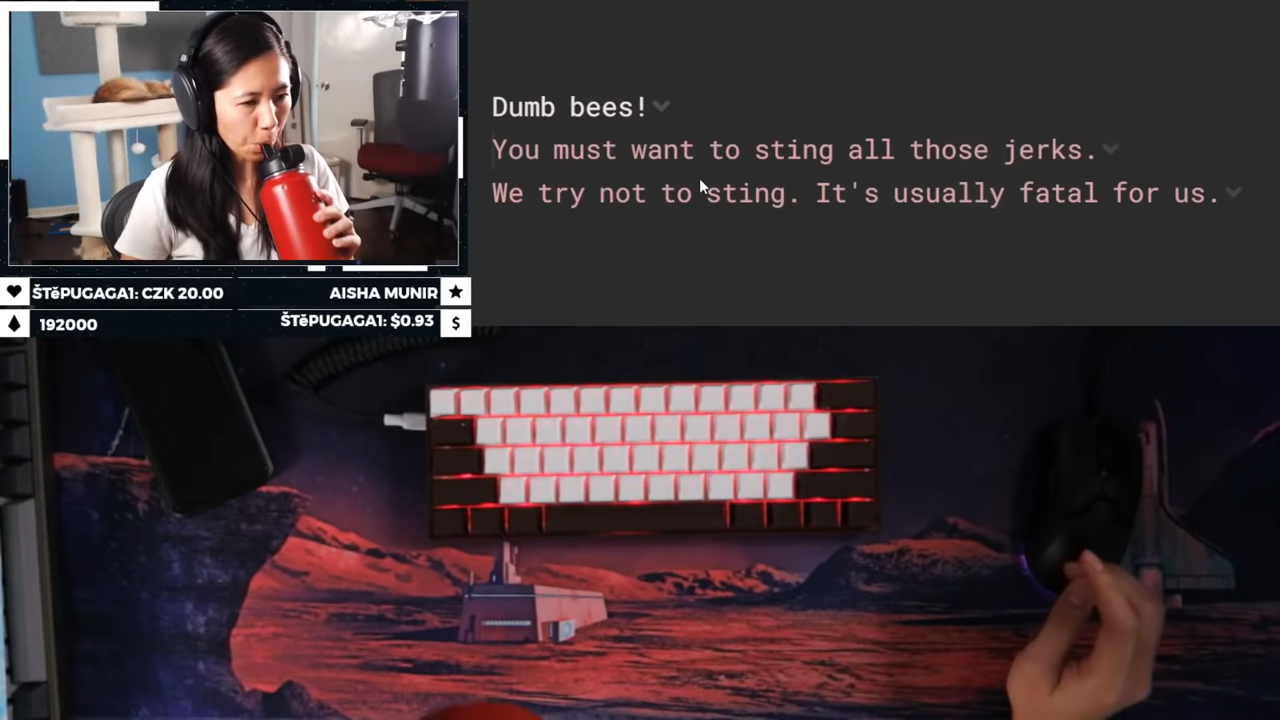 Dumb bees!
You must want to sting all those jerks.
We try not to sting. It's usually fatal for us.
ŠTěPUGAGA1: CZK 20.00
AISHA MUNIR
192000
ŠTěPUGAGA1: $0.93
$